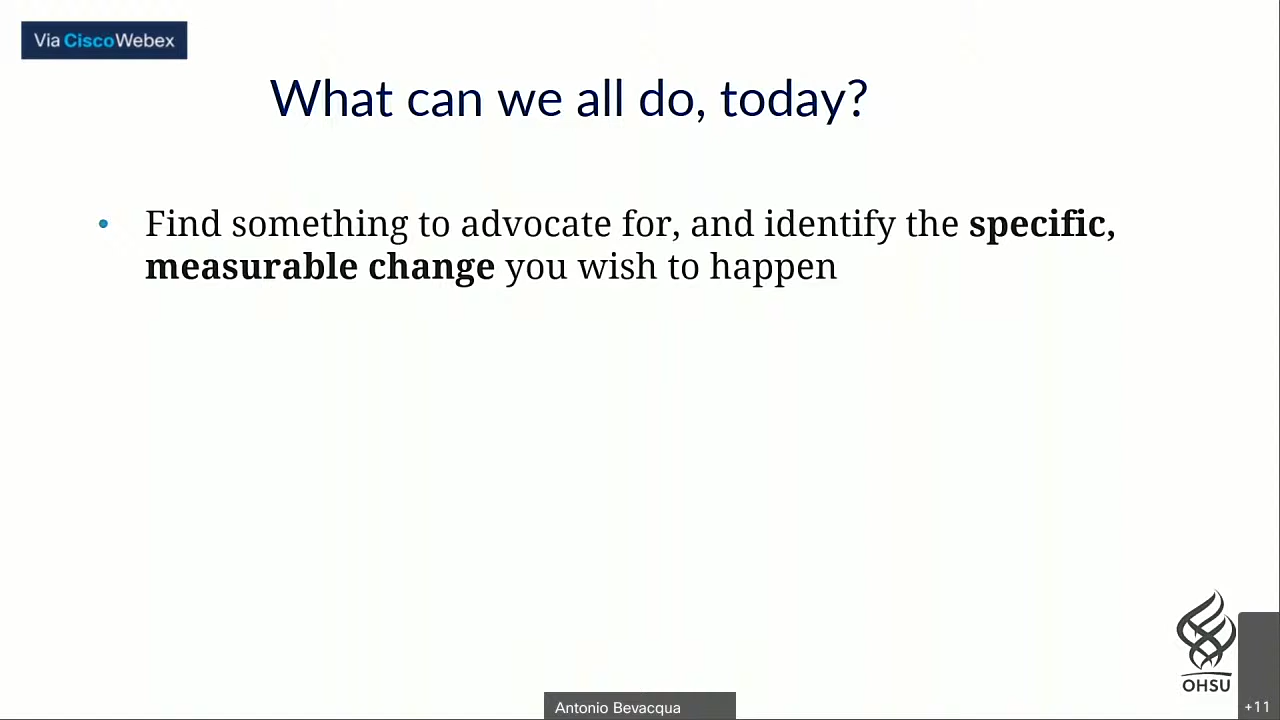 Via CiscoWebex
What can we all do, today?
• Find something to advocate for, and identify the specific,
measurable change you wish to happen
OHSU
Antonio Bevacqua
+11